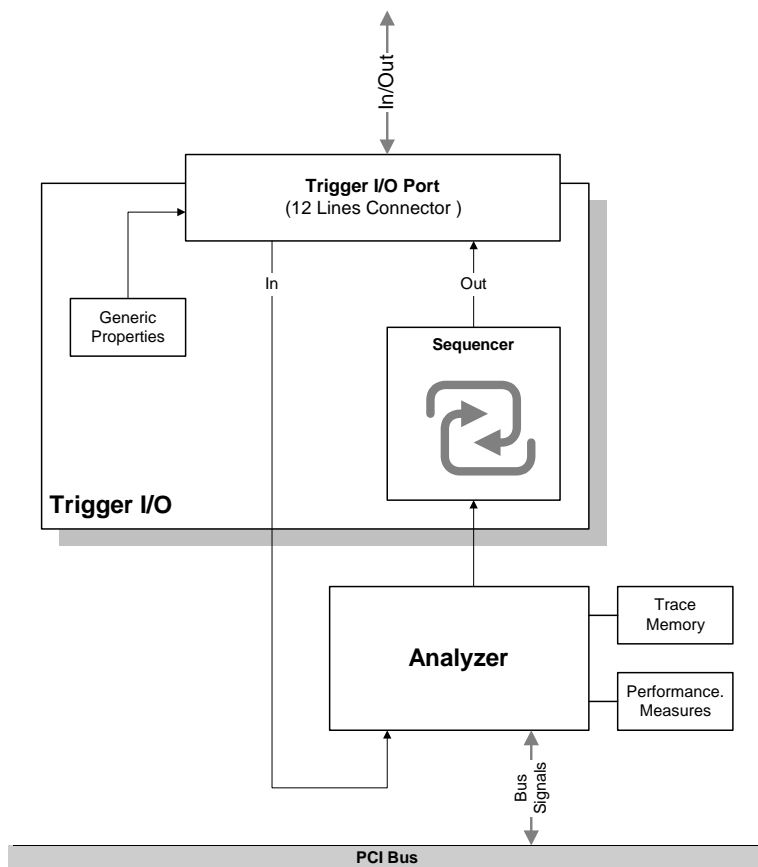 In/Out
Trigger I/O Port
(12 Lines Connector )
In
Out
Generic
Properties
Sequencer
Trigger I/O
Analyzer
Trace
Memory
Performance.
Measures
Bus
Signals
PCI Bus